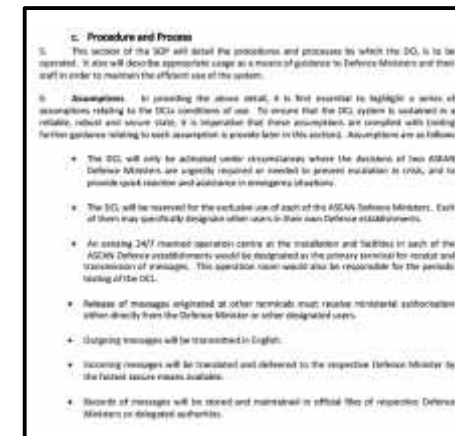 c. Procedure and Process
5. This section of the SOP will detail the procedures and processes by which the DCL is to be
operated. It also will describe appropriate usage as a means of guidance to Defence Ministers and their
staff in order to maintain the efficient use of the system.
6. Assumptions. In preceding the above detail, it is first essential to highlight a series of
assumptions relating to the DCLs conditions of use. To ensure that the DCL system is sustained in a
reliable, robust and secure state, it is imperative that these assumptions are complied with
further guidance relating to each assumption is provide later in this section). Assumptions are as follows:
• The DCL will only be activated under circumstances where the decisions of two ASEAN
Defence Ministers are urgently required or needed to prevent escalation in crisis, and to
provide quick reaction and assistance in emergency situations.
• The DCL will be reserved for the exclusive use of each of the ASEAN Defence Ministers. Each
of them may specifically designate other users in their own Defence establishments.
• An existing 24/7 manned operation centre at the installation and facilities in each of the
ASEAN Defence establishments would be designated as the primary terminal for receipt and
transmission of messages. This operation room would also be responsible for the periodic
testing of the DCL.
• Release of messages originated at other terminals must receive ministerial authorisation
either directly from the Defence Minister or other designated users.
• Outgoing messages will be transmitted in English.
• Incoming messages will be translated and delivered to the respective Defence Minister by
the fastest secure means available.
• Records of messages will be stored and maintained in official files of respective Defence
Ministers or delegated authorities.